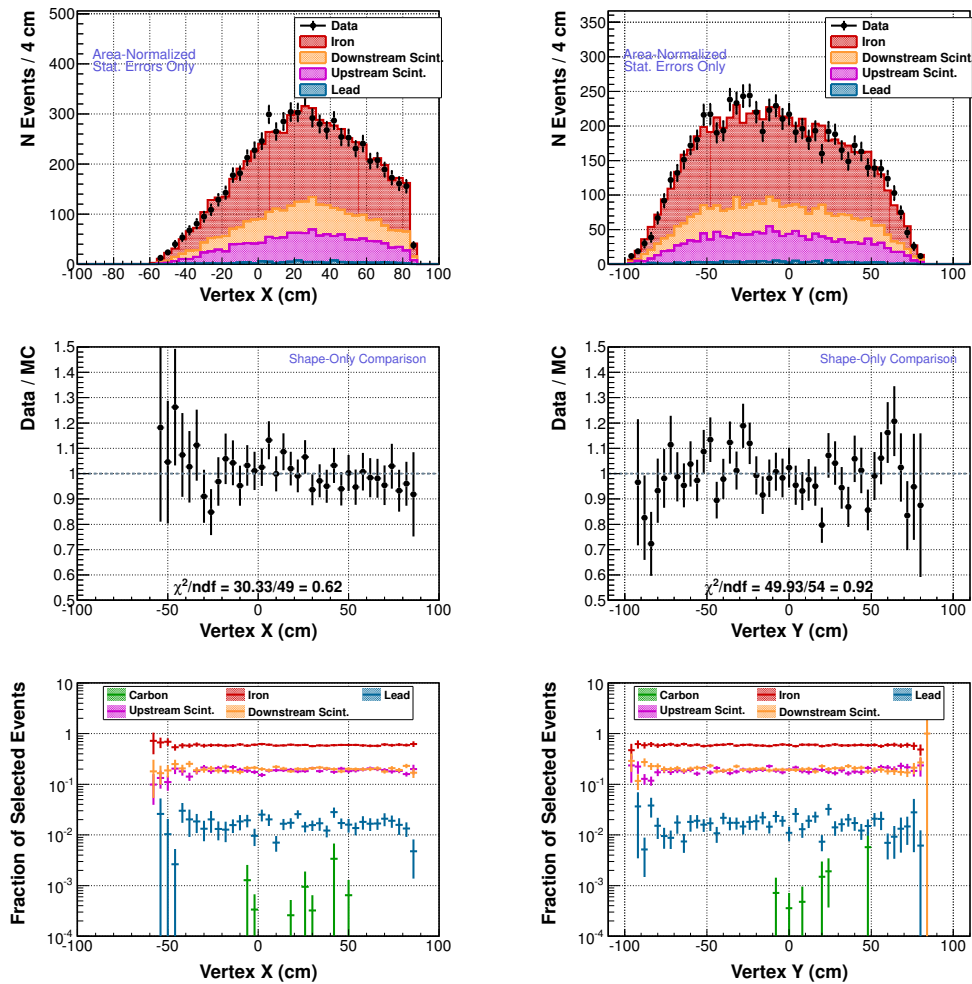 N Events / 4 cm
500
400
300
200
100
0
Area-Normalized
Stat. Errors Only
Data
Iron
Downstream Scint.
Upstream Scint.
Lead
-100 -80 -60 -40 -20 0 20 40 60 80 100
Vertex X (cm)
N Events / 4 cm
350
300
250
200
150
100
50
0
Area-Normalized
Stat. Errors Only
Data
Iron
Downstream Scint.
Upstream Scint.
Lead
-100 -50 0 50 100
Vertex Y (cm)
Data / MC
1.5
1.4
1.3
1.2
1.1
1
0.9
0.8
0.7
0.6
0.5
Shape-Only Comparison
χ²/ndf = 30.33/49 = 0.62
-100 -50 0 50 100
Vertex X (cm)
Data / MC
1.5
1.4
1.3
1.2
1.1
1
0.9
0.8
0.7
0.6
0.5
Shape-Only Comparison
χ²/ndf = 49.93/54 = 0.92
-100 -50 0 50 100
Vertex Y (cm)
Fraction of Selected Events
10
1
10⁻¹
10⁻²
10⁻³
10⁻⁴
Carbon Iron Lead
Upstream Scint. Downstream Scint.
-100 -50 0 50 100
Vertex X (cm)
Fraction of Selected Events
10
1
10⁻¹
10⁻²
10⁻³
10⁻⁴
Carbon Iron Lead
Upstream Scint. Downstream Scint.
-100 -50 0 50 100
Vertex Y (cm)